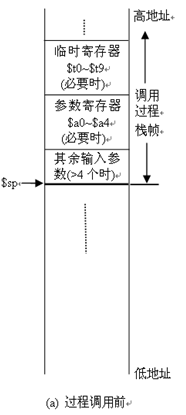 高地址
临时寄存器
$t0~$t9
(必要时)
参数寄存器
$a0~$a4
(必要时)
其余输入参
数(>4 个时)
调用
过程
栈帧
$sp
低地址
(a) 过程调用前